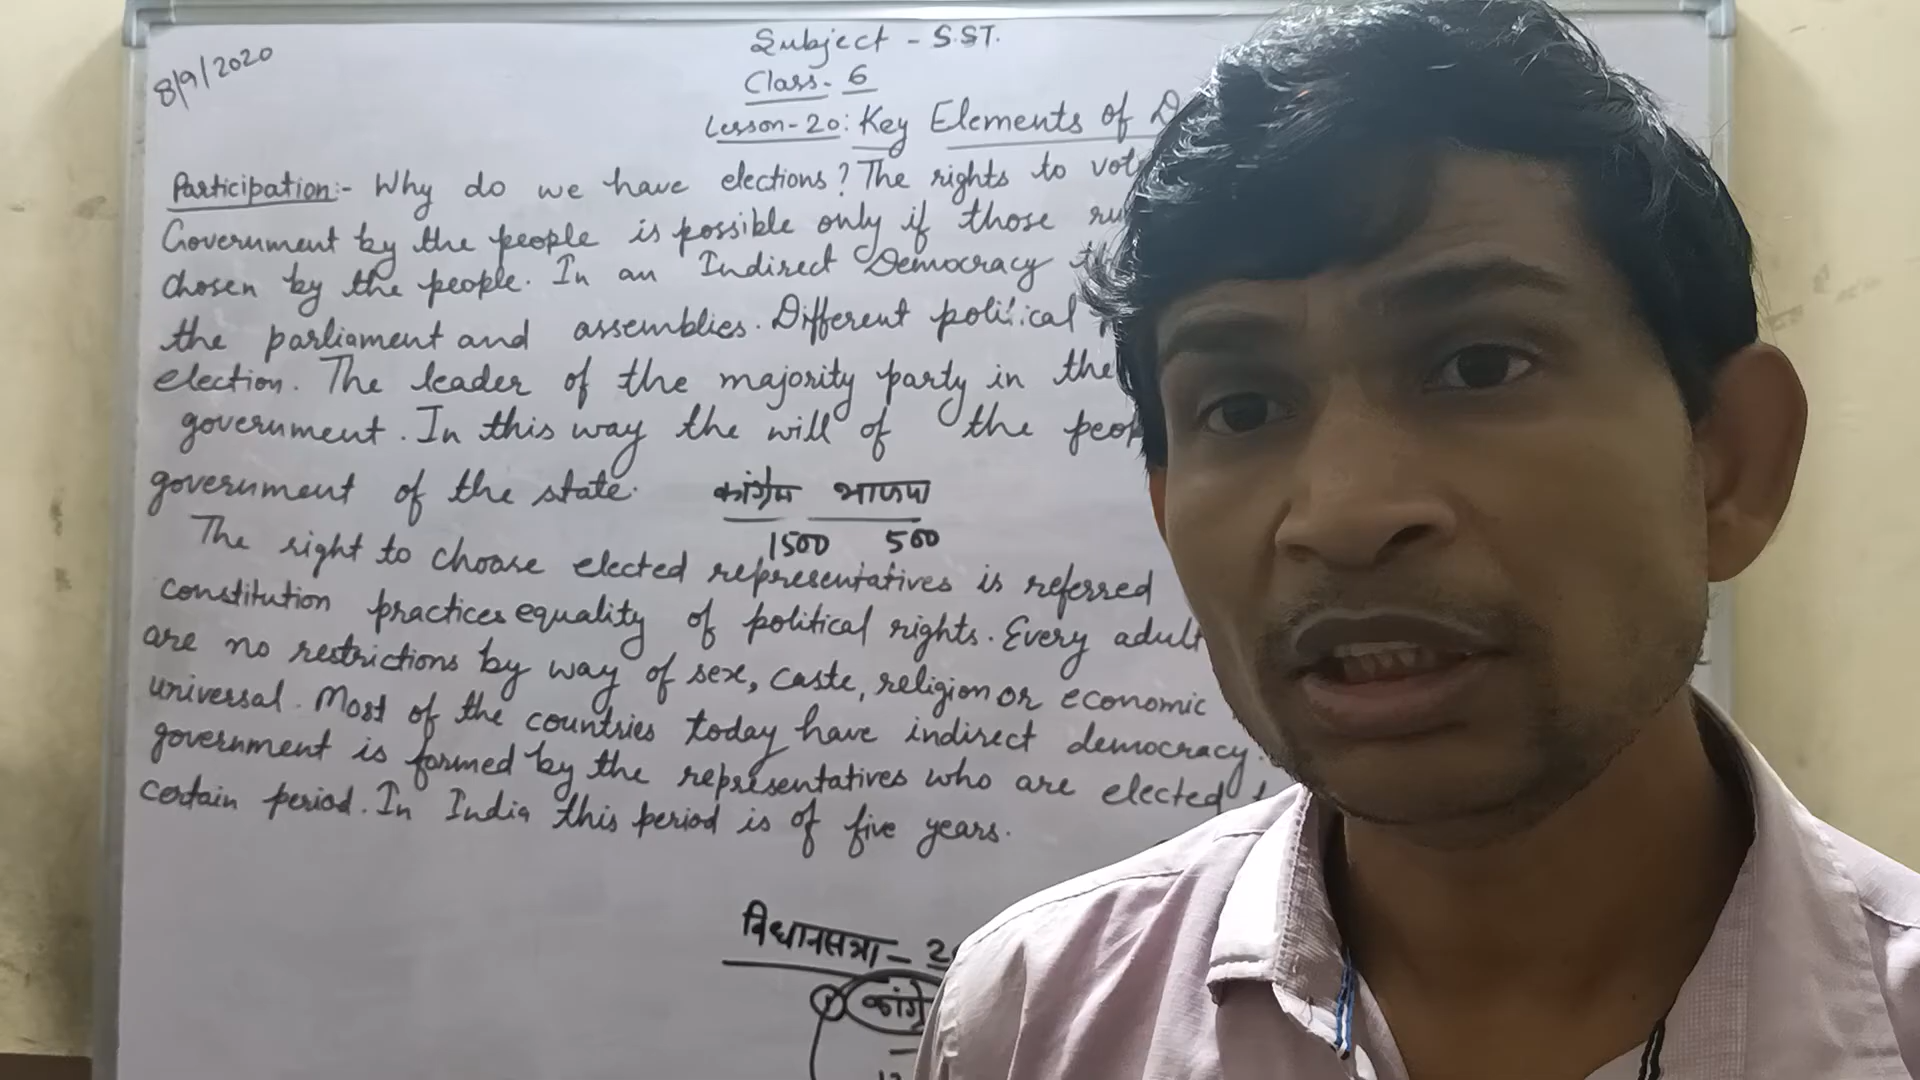 8/9/2020
Subject - S.ST.
Class- 6
Lesson-20: Key Elements of
Participation:- Why do we have elections? The rights to
Government by the people is possible only if those
chosen by the people. In an Indirect Democracy
the parliament and assemblies. Different political
election. The leader of the majority party in the
government. In this way the will of the
government of the state.
कांग्रेस भाजपा
1500 500
The right to choose elected representatives is referred
constitution practices equality of political rights. Every adult
are no restrictions by way of sex, caste, religion or economic
universal. Most of the countries today have indirect democracy.
government is formed by the representatives who are elected
certain period. In India this period is of five years.
विधानसभा -